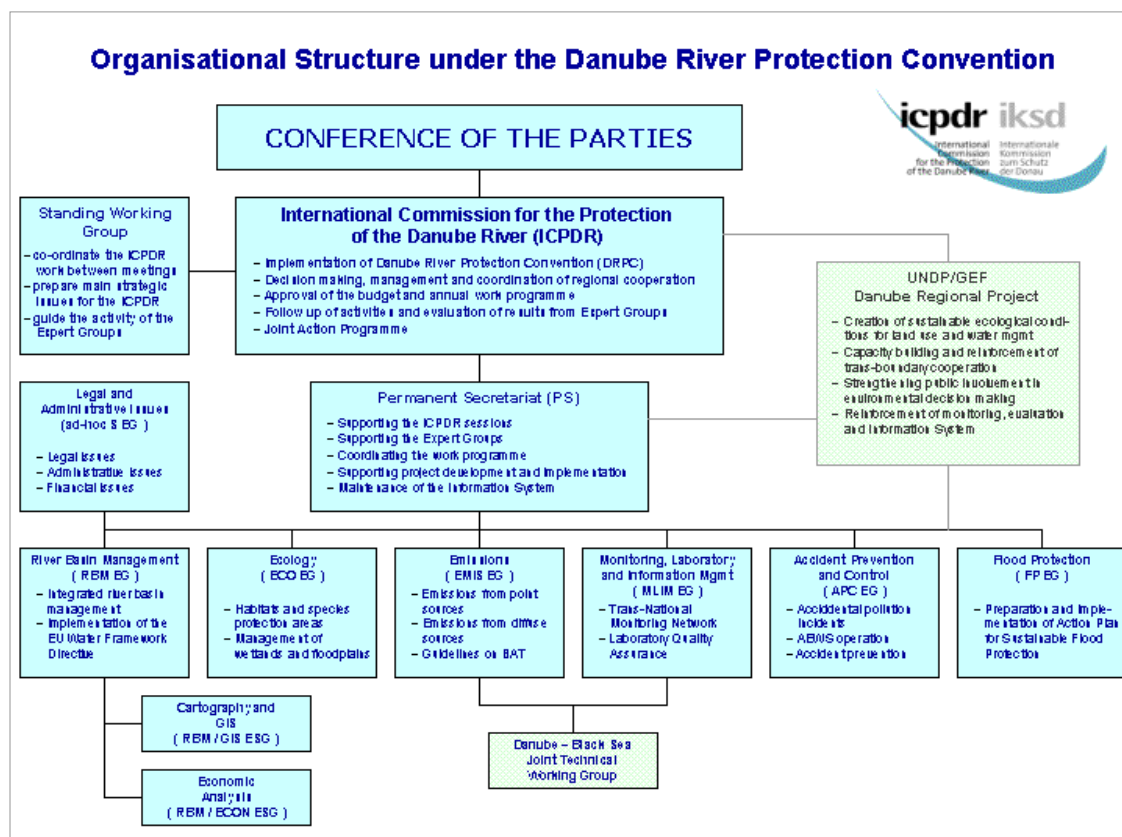 Organisational Structure under the Danube River Protection Convention
icpdr iksd
International
Commission
for the Protection
of the Danube River
Internationale
Kommission
zum Schutz
der Donau
CONFERENCE OF THE PARTIES
Standing Working
Group
– co-ordinate the ICPDR
work between meetings
– prepare main strategic
issues for the ICPDR
– guide the activity of the
Expert Groups
International Commission for the Protection
of the Danube River (ICPDR)
– Implementation of Danube River Protection Convention (DRPC)
– Decision making, management and coordination of regional cooperation
– Approval of the budget and annual work programme
– Follow up of activities and evaluation of results from Expert Groups
– Joint Action Programme
UNDP/GEF
Danube Regional Project
– Creation of sustainable ecological condi-
tions for land use and water mgmt
– Capacity building and reinforcement of
trans-boundary cooperation
– Strengthening public involvement in
environmental decision making
– Reinforcement of monitoring, evaluation
and Information System
Legal and
Administrative Issues
(ad-hoc S EG )
– Legal issues
– Administrative issues
– Financial issues
Permanent Secretariat (PS)
– Supporting the ICPDR sessions
– Supporting the Expert Groups
– Coordinating the work programme
– Supporting project development and implementation
– Maintenance of the Information System
River Basin Management
( RBM EG )
– Integrated river basin
management
– Implementation of the
EU Water Framework
Directive
Ecology
( ECO EG )
– Habitats and species
protection areas
– Management of
wetlands and floodplains
Emissions
( EMIS EG )
– Emissions from point
sources
– Emissions from diffuse
sources
– Guidelines on BAT
Monitoring, Laboratory
and Information Mgmt
( MLIM EG )
– Trans-National
Monitoring Network
– Laboratory Quality
Assurance
Accident Prevention
and Control
( APC EG )
– Accidental pollution
incidents
– AEWS operation
– Accident prevention
Flood Protection
( FP EG )
– Preparation and Imple-
mentation of Action Plan
for Sustainable Flood
Protection
Cartography and
GIS
( RBM / GIS ESG )
Economic
Analysis
( RBM / ECON ESG )
Danube – Black Sea
Joint Technical
Working Group